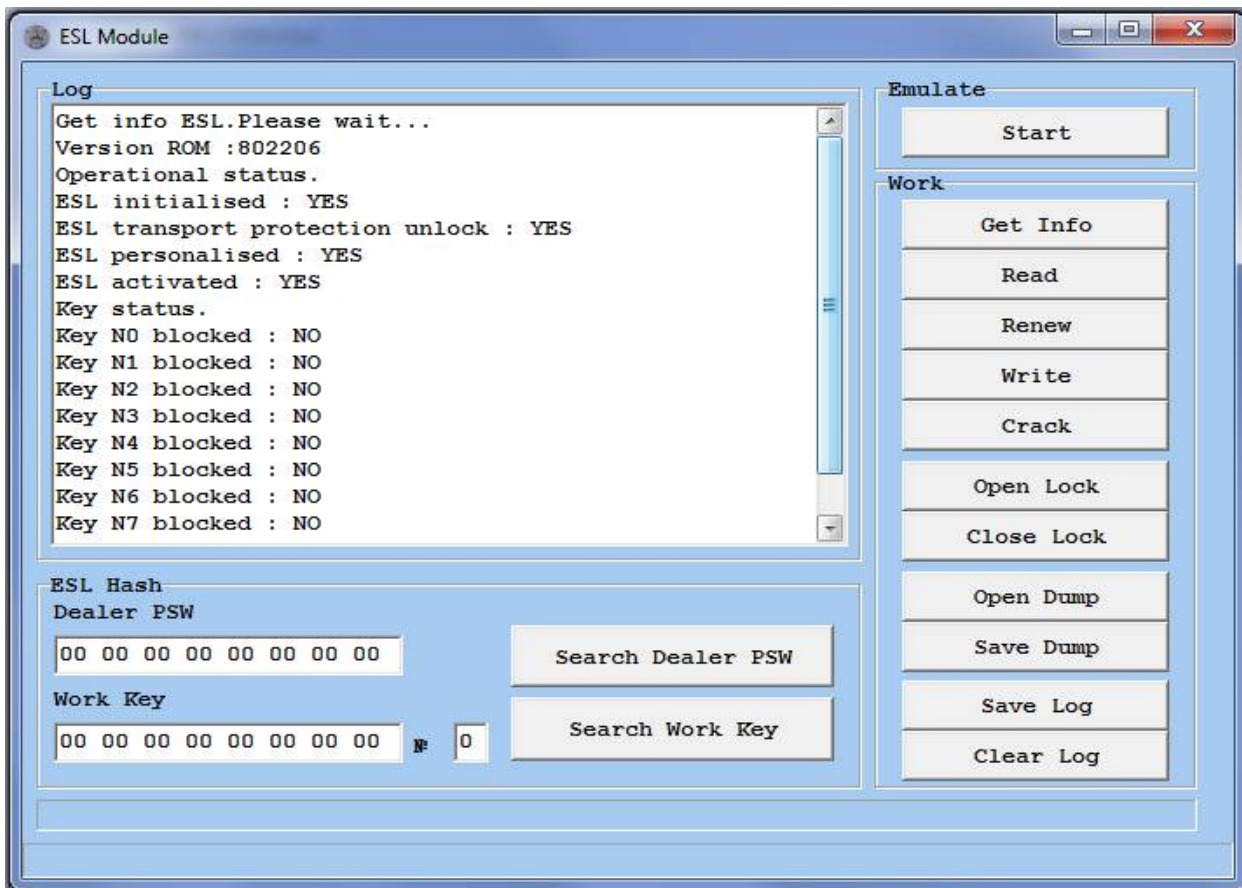 ESL Module
Log
Get info ESL.Please wait...
Version ROM :802206
Operational status.
ESL initialised : YES
ESL transport protection unlock : YES
ESL personalised : YES
ESL activated : YES
Key status.
Key N0 blocked : NO
Key N1 blocked : NO
Key N2 blocked : NO
Key N3 blocked : NO
Key N4 blocked : NO
Key N5 blocked : NO
Key N6 blocked : NO
Key N7 blocked : NO
ESL Hash
Dealer PSW
00 00 00 00 00 00 00 00
Search Dealer PSW
Work Key
00 00 00 00 00 00 00 00 № 0
Search Work Key
Emulate
Start
Work
Get Info
Read
Renew
Write
Crack
Open Lock
Close Lock
Open Dump
Save Dump
Save Log
Clear Log